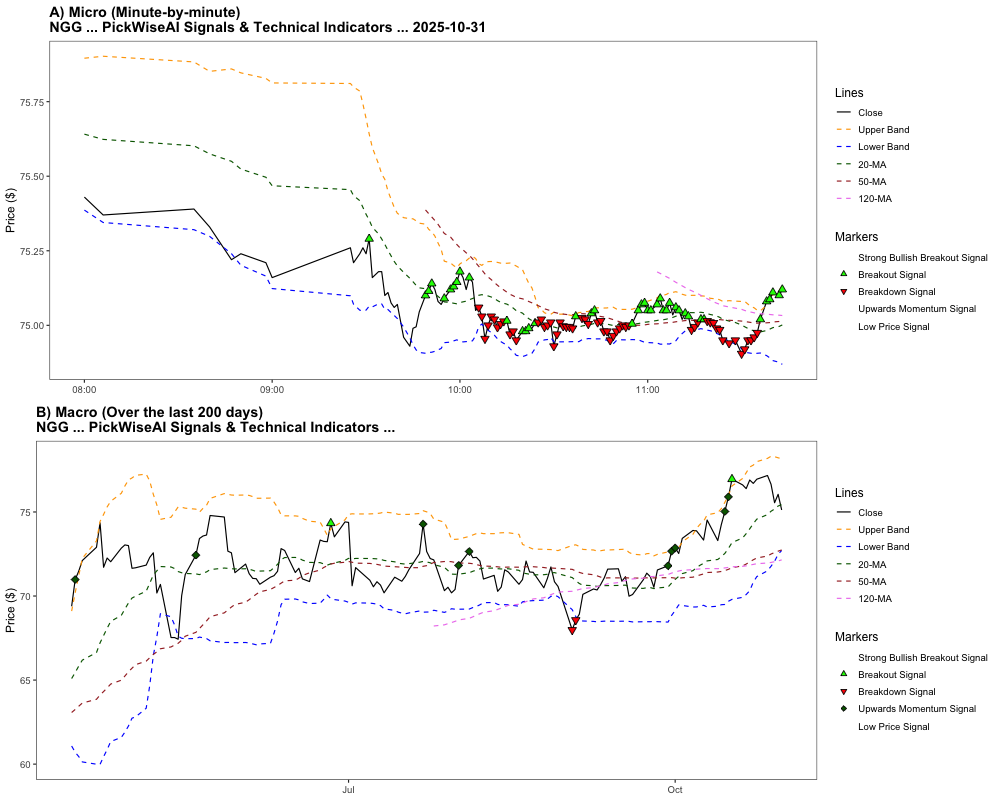 A) Micro (Minute-by-minute)
NGG ... PickWiseAI Signals & Technical Indicators ... 2025-10-31
Price ($)
75.75
75.50
75.25
75.00
08:00
09:00
10:00
11:00
Lines
Close
Upper Band
Lower Band
20-MA
50-MA
120-MA
Markers
Strong Bullish Breakout Signal
Breakout Signal
Breakdown Signal
Upwards Momentum Signal
Low Price Signal
B) Macro (Over the last 200 days)
NGG ... PickWiseAI Signals & Technical Indicators ...
Price ($)
75
70
65
60
Jul
Oct
Lines
Close
Upper Band
Lower Band
20-MA
50-MA
120-MA
Markers
Strong Bullish Breakout Signal
Breakout Signal
Breakdown Signal
Upwards Momentum Signal
Low Price Signal